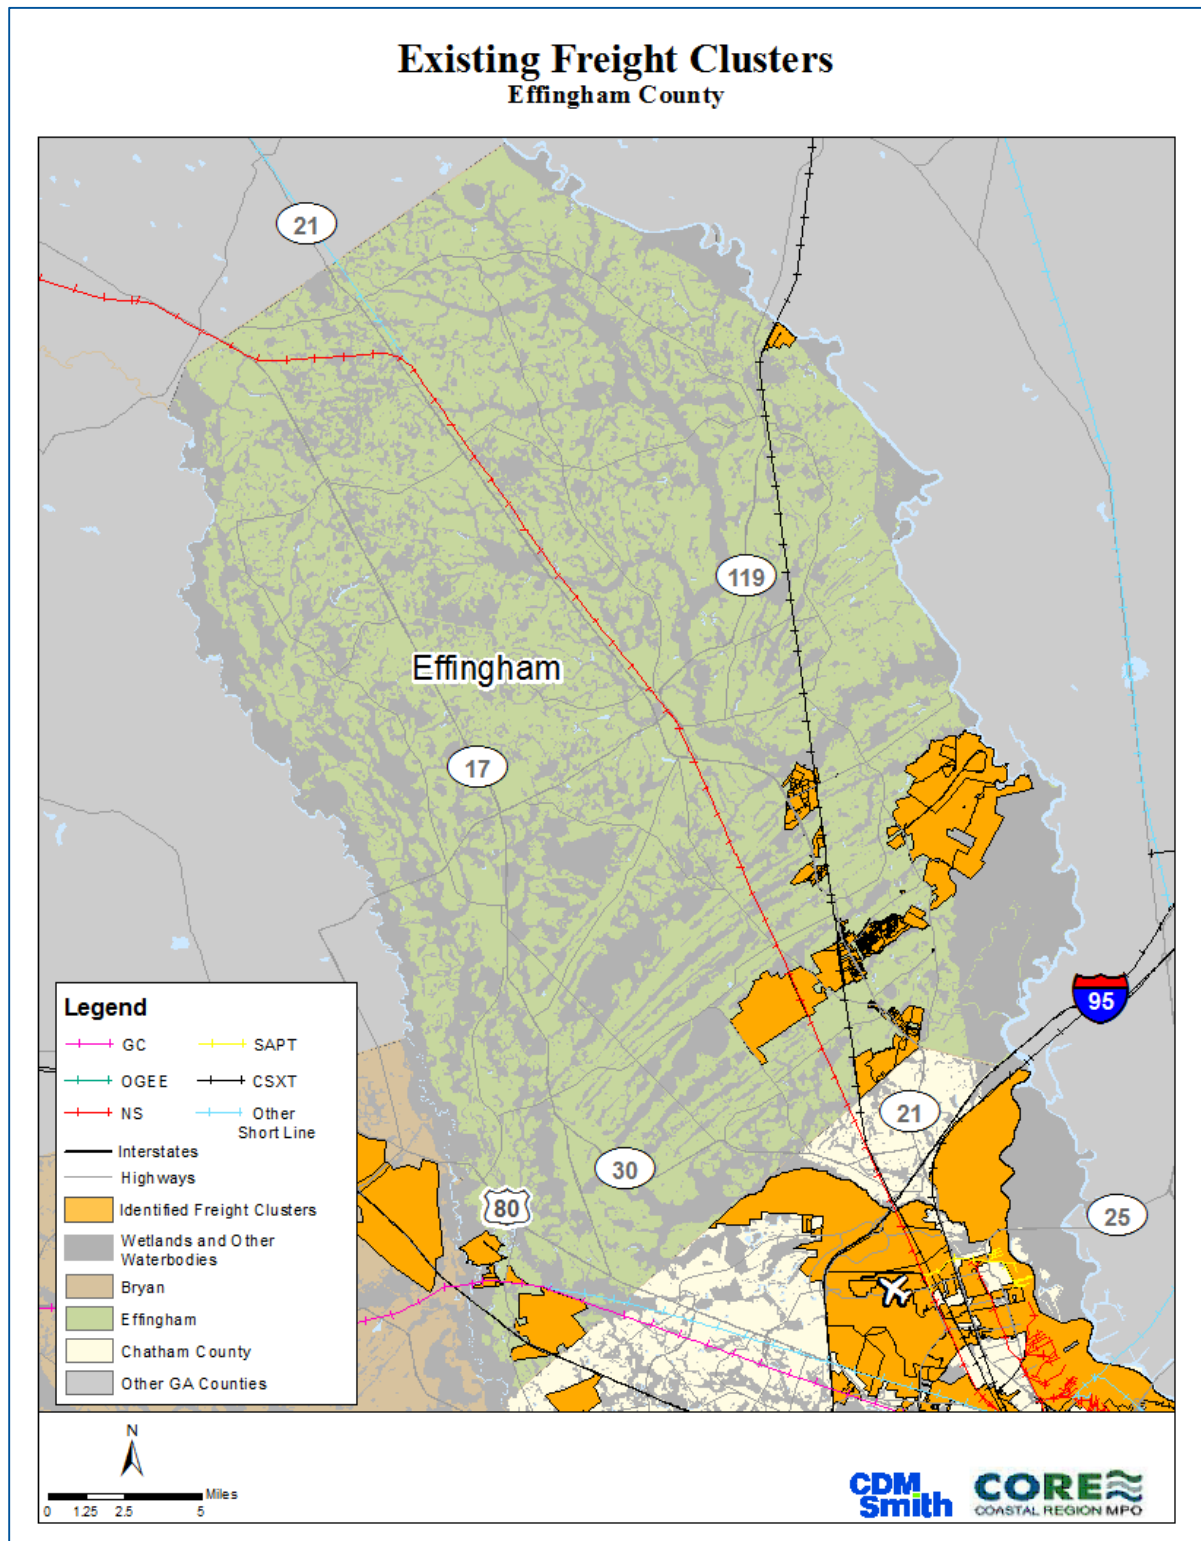 Existing Freight Clusters
Effingham County
21
119
Effingham
17
95
21
30
80
25
Legend
GC
SAPT
OGEE
CSXT
NS
Other
Short Line
Interstates
Highways
Identified Freight Clusters
Wetlands and Other
Waterbodies
Bryan
Effingham
Chatham County
Other GA Counties
N
Miles
0 1.25 2.5 5
CDM
Smith
CORE
COASTAL REGION MPO